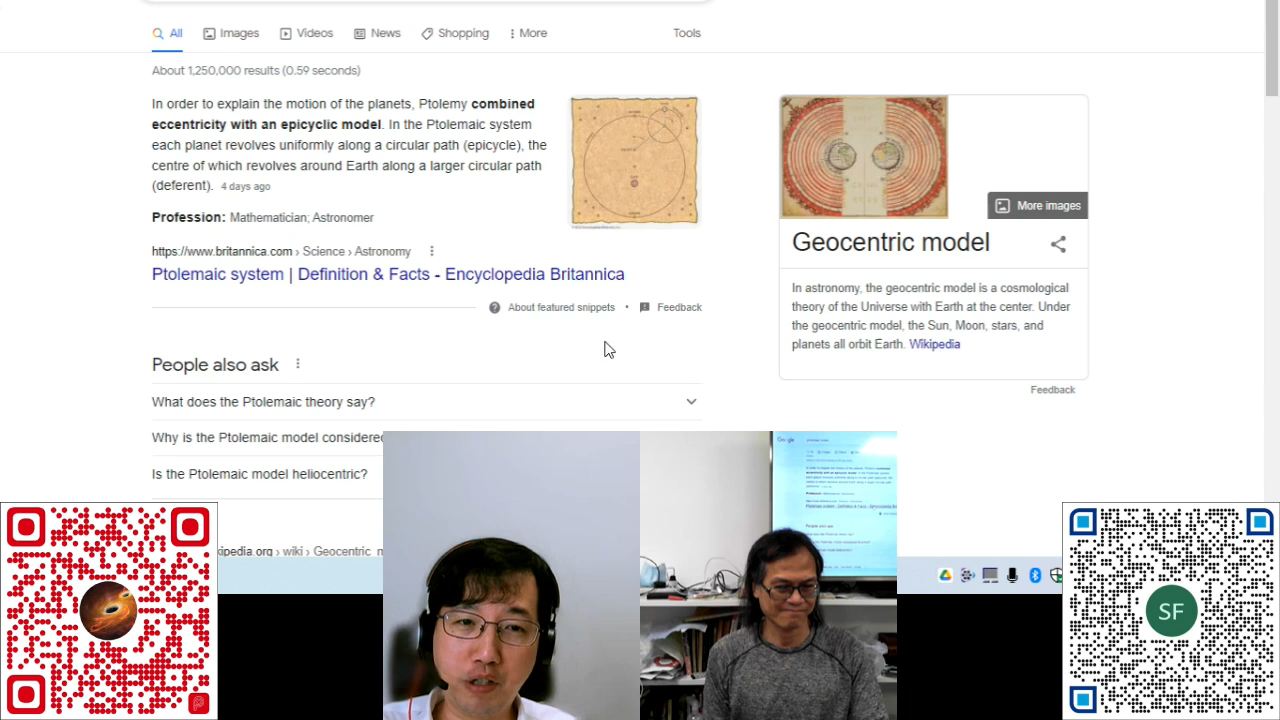 All
Images
Videos
News
Shopping
More
Tools
About 1,250,000 results (0.59 seconds)
In order to explain the motion of the planets, Ptolemy combined
eccentricity with an epicyclic model. In the Ptolemaic system
each planet revolves uniformly along a circular path (epicycle), the
centre of which revolves around Earth along a larger circular path
(deferent). 4 days ago
Profession: Mathematician; Astronomer
https://www.britannica.com › Science › Astronomy
Ptolemaic system | Definition & Facts - Encyclopedia Britannica
About featured snippets • Feedback
More images
Geocentric model
In astronomy, the geocentric model is a cosmological
theory of the Universe with Earth at the center. Under
the geocentric model, the Sun, Moon, stars, and
planets all orbit Earth. Wikipedia
Feedback
People also ask
What does the Ptolemaic theory say?
Why is the Ptolemaic model considered
Is the Ptolemaic model heliocentric?
ipedia.org › wiki › Geocentric_m
Google
SF